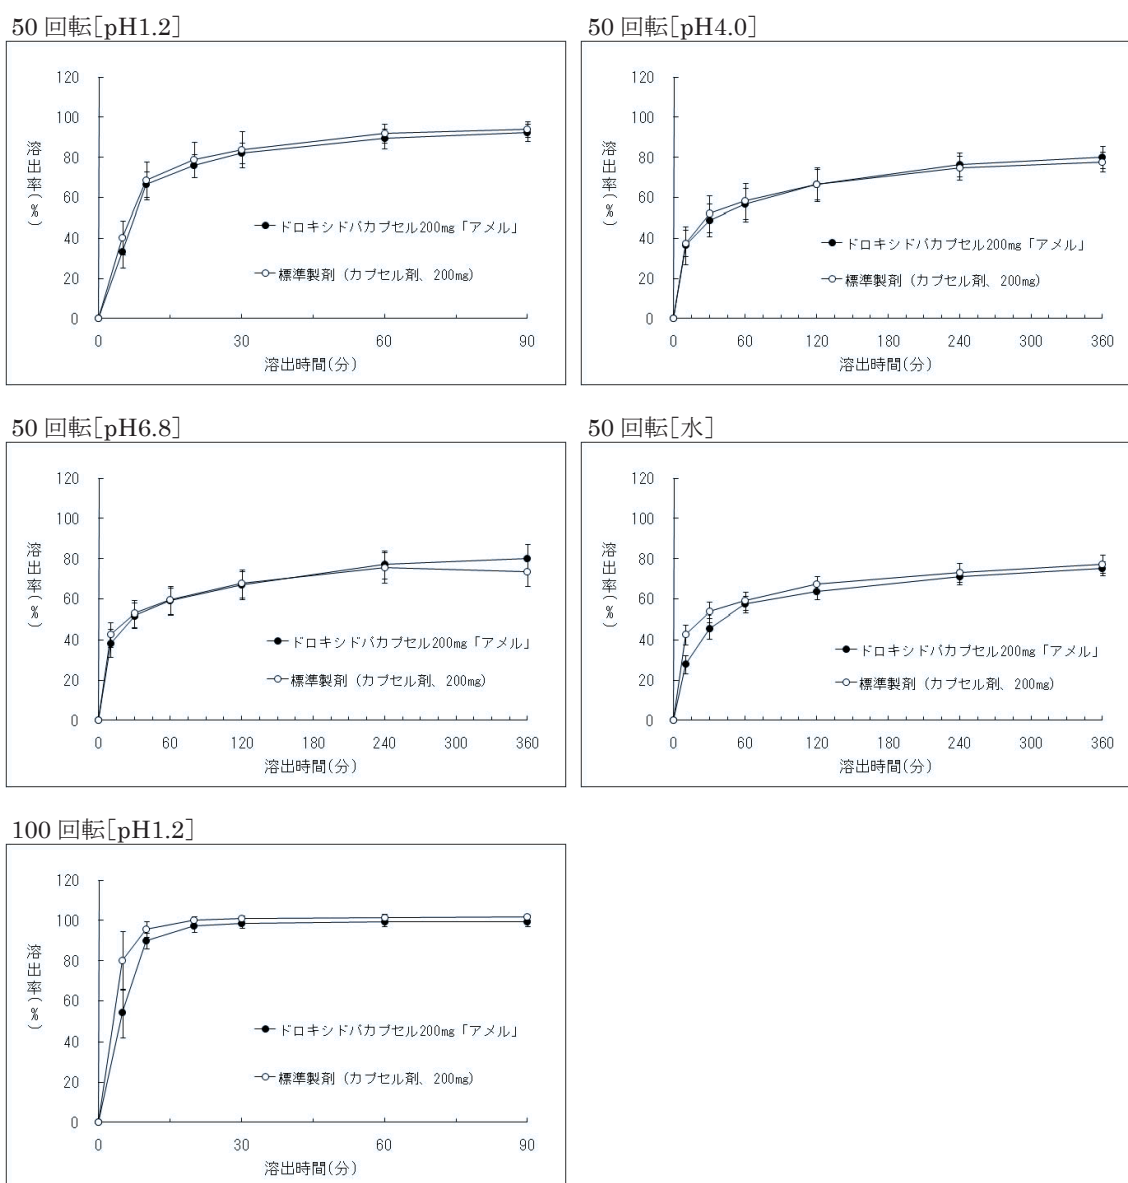 50 回転[pH1.2]
120
100
80
60
40
20
0
溶出率(%)
ドロキシドパカプセル200mg「アメル」
標準製剤（カプセル剤、200mg）
0 30 60 90
溶出時間(分)
50 回転[pH4.0]
120
100
80
60
40
20
0
溶出率(%)
ドロキシドパカプセル200mg「アメル」
標準製剤（カプセル剤、200mg）
0 60 120 180 240 300 360
溶出時間(分)
50 回転[pH6.8]
120
100
80
60
40
20
0
溶出率(%)
ドロキシドパカプセル200mg「アメル」
標準製剤（カプセル剤、200mg）
0 60 120 180 240 300 360
溶出時間(分)
50 回転[水]
120
100
80
60
40
20
0
溶出率(%)
ドロキシドパカプセル200mg「アメル」
標準製剤（カプセル剤、200mg）
0 60 120 180 240 300 360
溶出時間(分)
100 回転[pH1.2]
120
100
80
60
40
20
0
溶出率(%)
ドロキシドパカプセル200mg「アメル」
標準製剤（カプセル剤、200mg）
0 30 60 90
溶出時間(分)